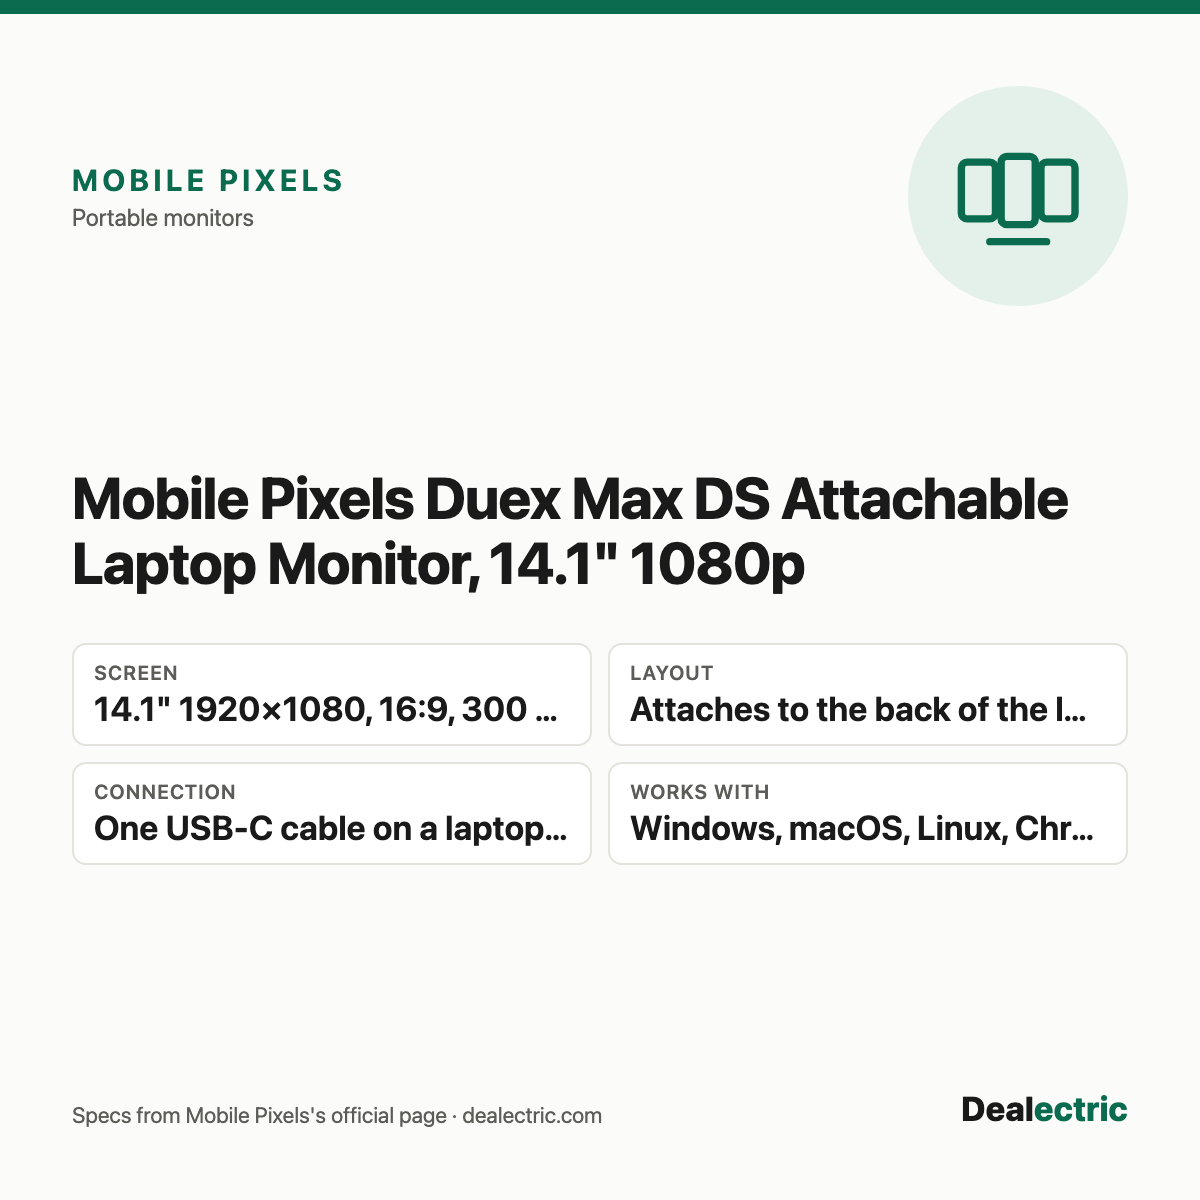 MOBILE PIXELS
Portable monitors
Mobile Pixels Duex Max DS Attachable
Laptop Monitor, 14.1" 1080p
SCREEN
14.1" 1920×1080, 16:9, 300 ...
LAYOUT
Attaches to the back of the l...
CONNECTION
One USB-C cable on a laptop...
WORKS WITH
Windows, macOS, Linux, Chr...
Specs from Mobile Pixels's official page · dealectric.com
Dealectric